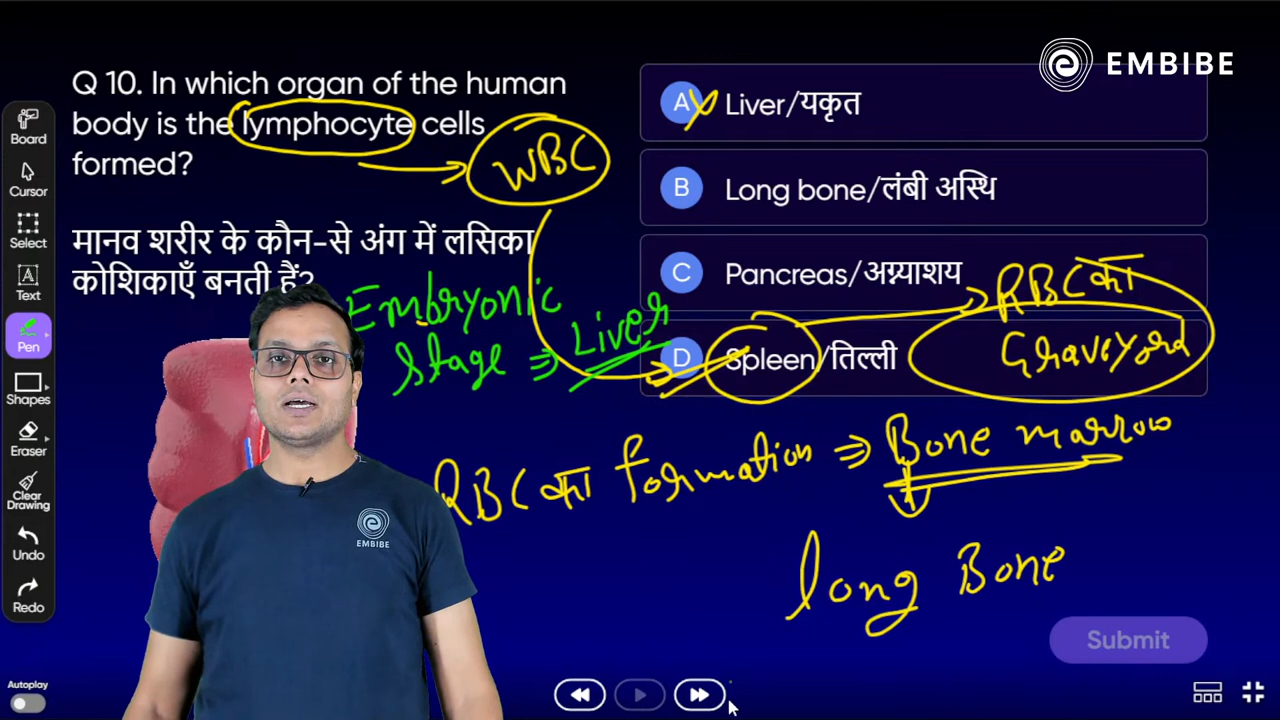 EMBIBE
Q 10. In which organ of the human
body is the lymphocyte cells
formed?
मानव शरीर के कौन-से अंग में लसिका
कोशिकाएँ बनती हैं?
A Liver/यकृत
B Long bone/लंबी अस्थि
C Pancreas/अग्न्याशय
D Spleen/तिल्ली
WBC
RBC का
Graveyard
Embryonic
Stage ⇒ Liver
RBC का formation ⇒ Bone marrow
long Bone
Board
Cursor
Select
Text
Pen
Shapes
Eraser
Clear
Drawing
Undo
Redo
EMBIBE
Submit
Autoplay